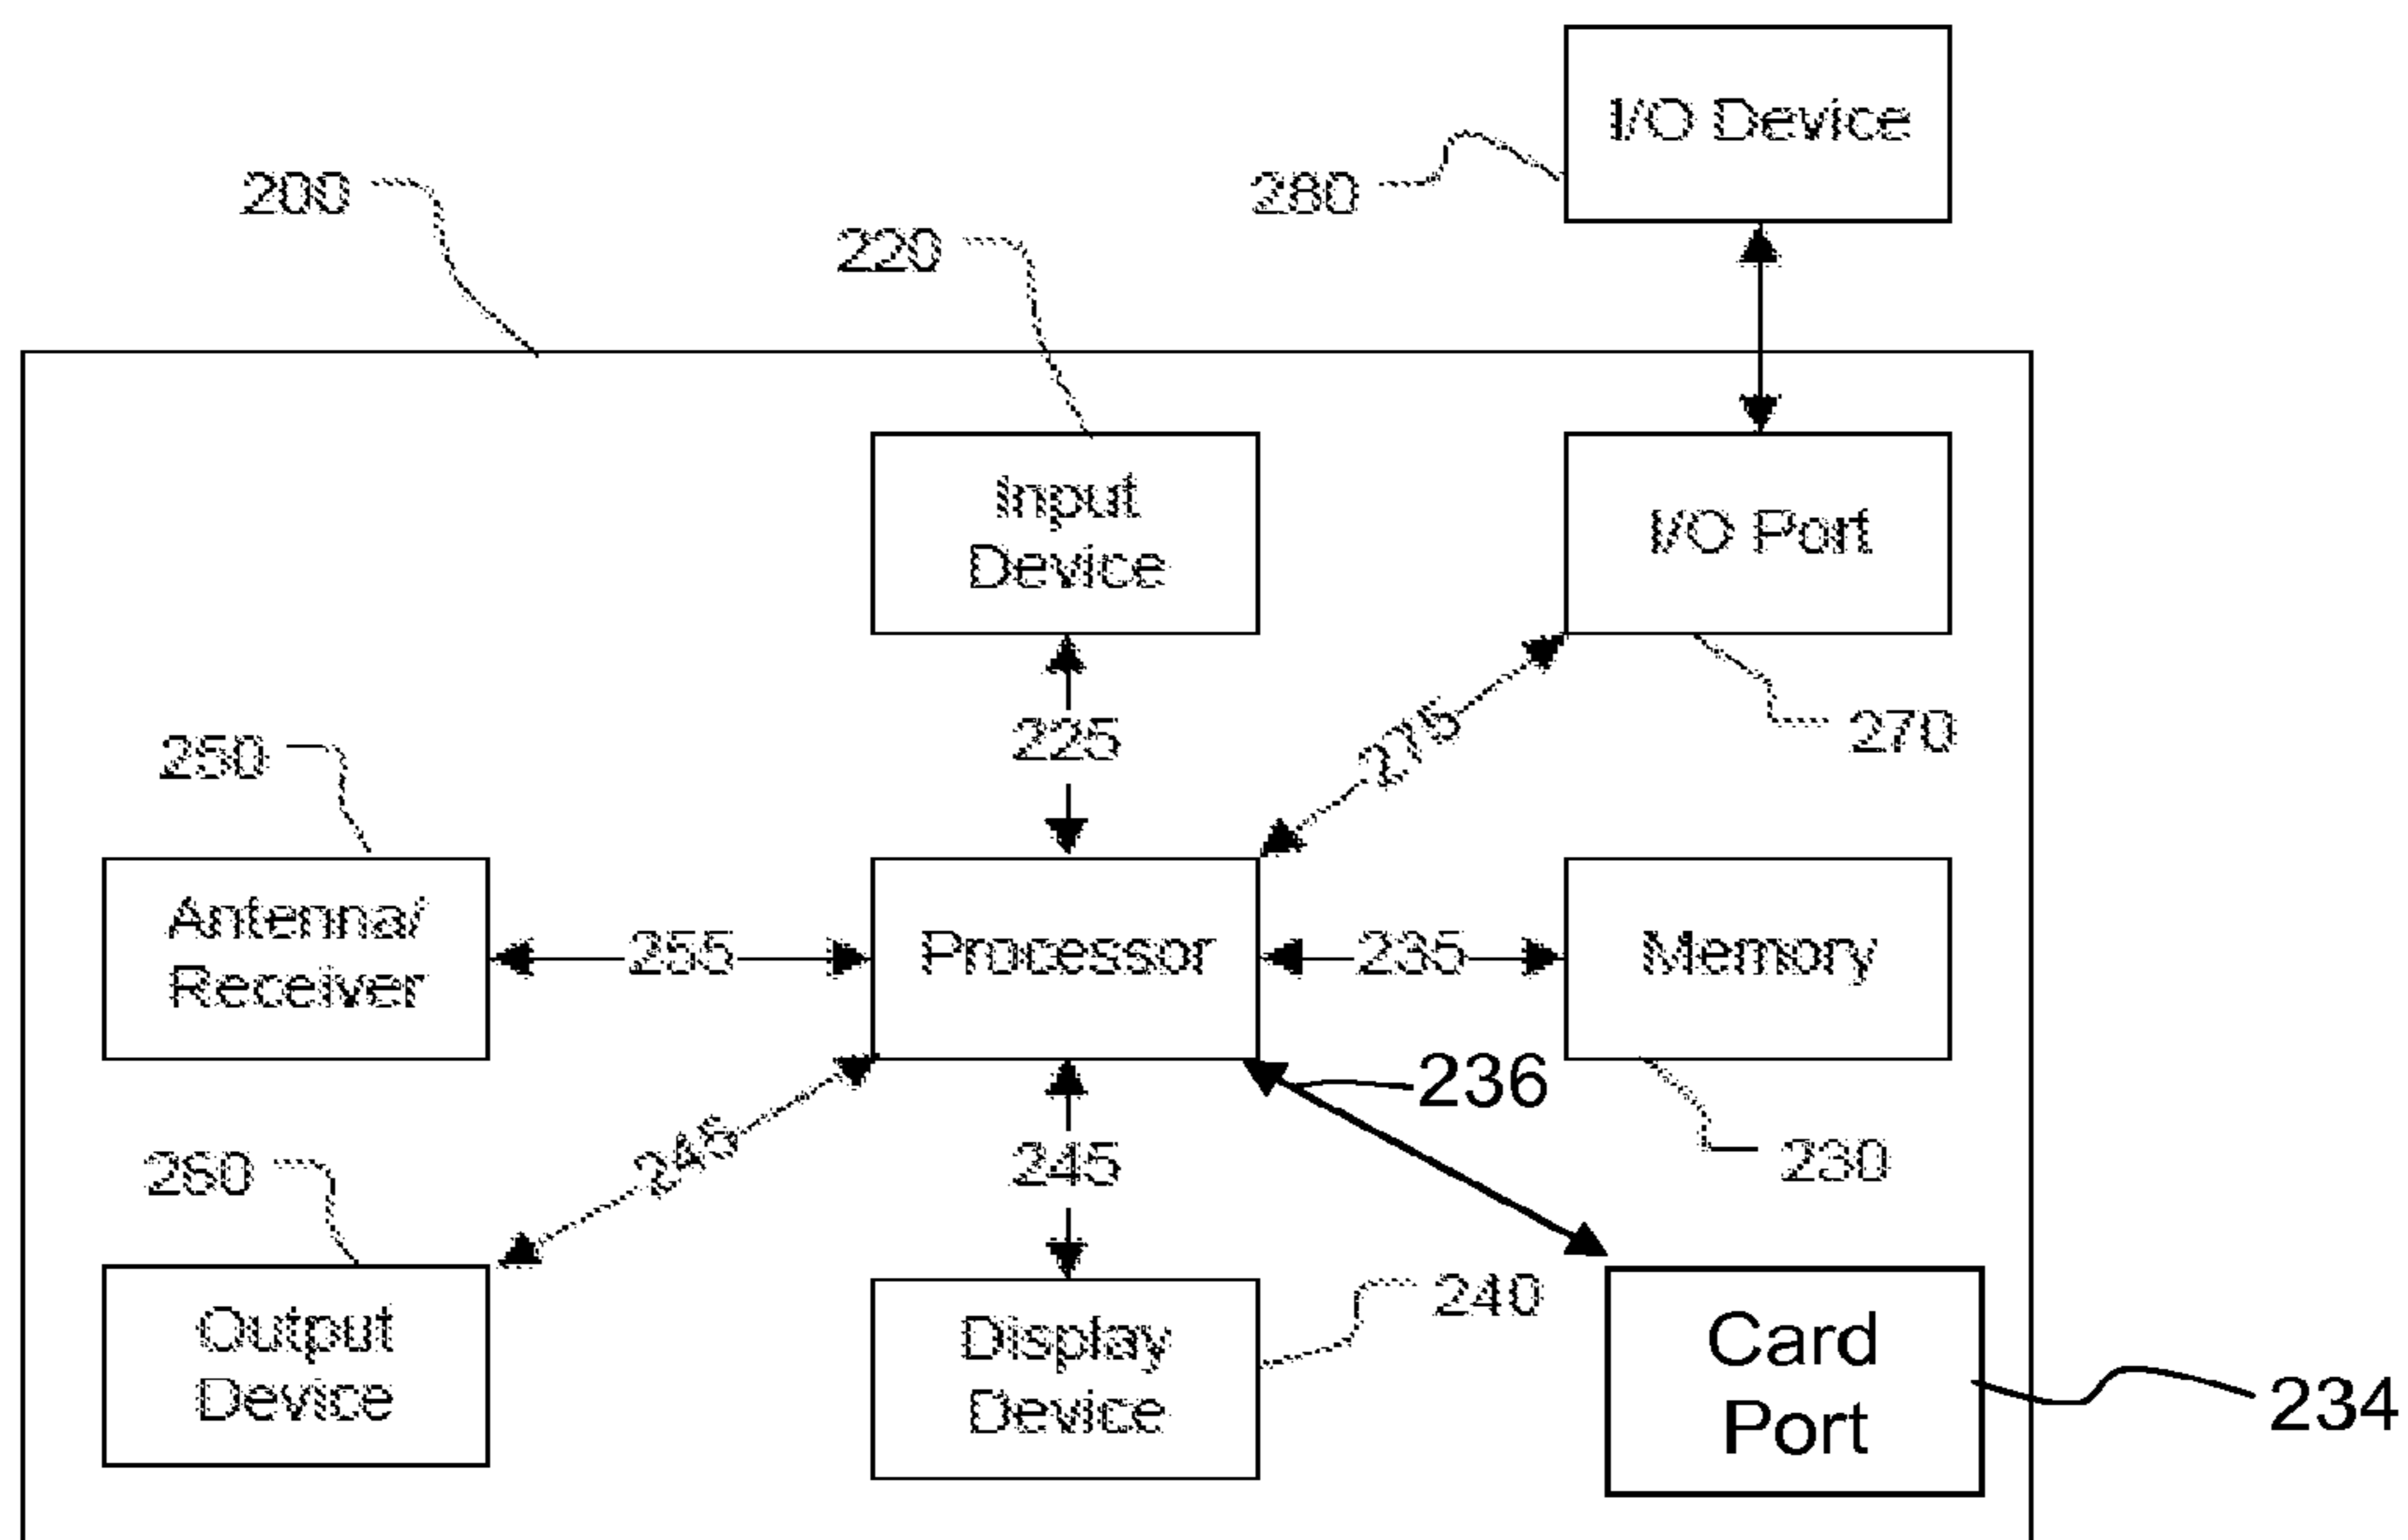 I/O Device
200
280
220
Input
Device
I/O Port
225
275
270
250
Antenna/
Receiver
255
Processor
235
Memory
236
245
245
230
260
240
Output
Device
Display
Device
Card
Port
234